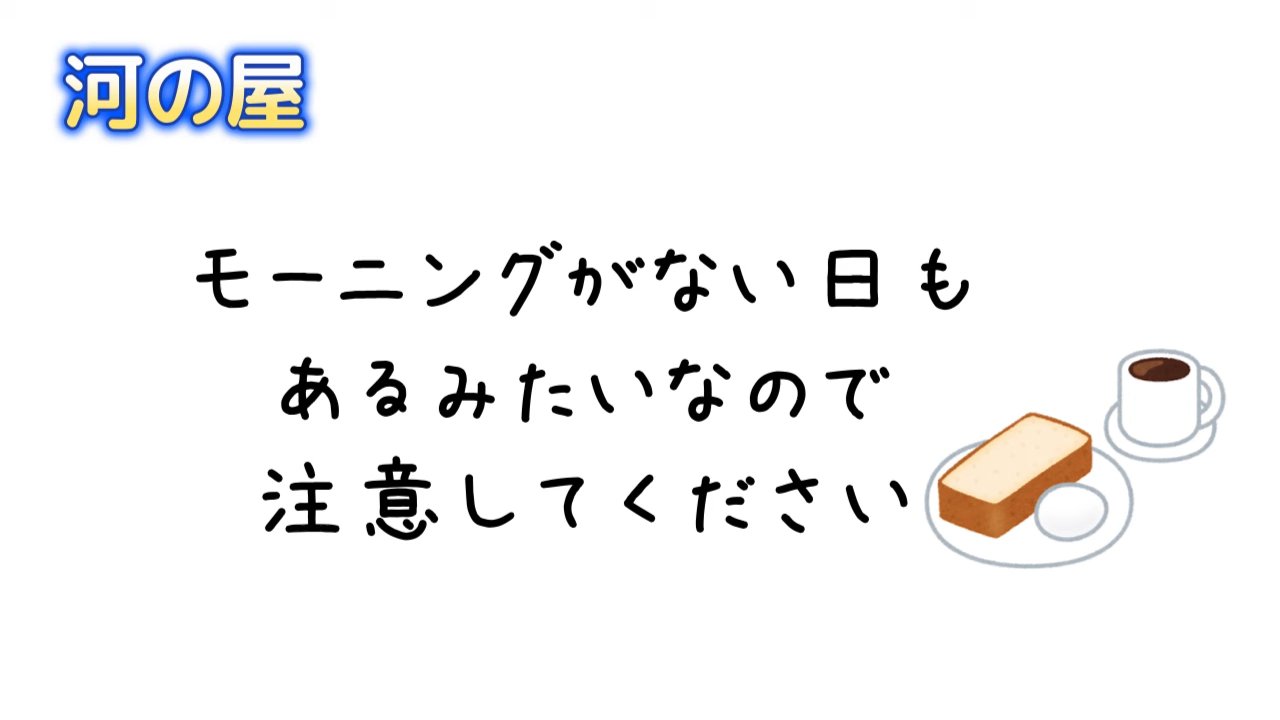 河の屋
モーニングがない日も
あるみたいなので
注意してください